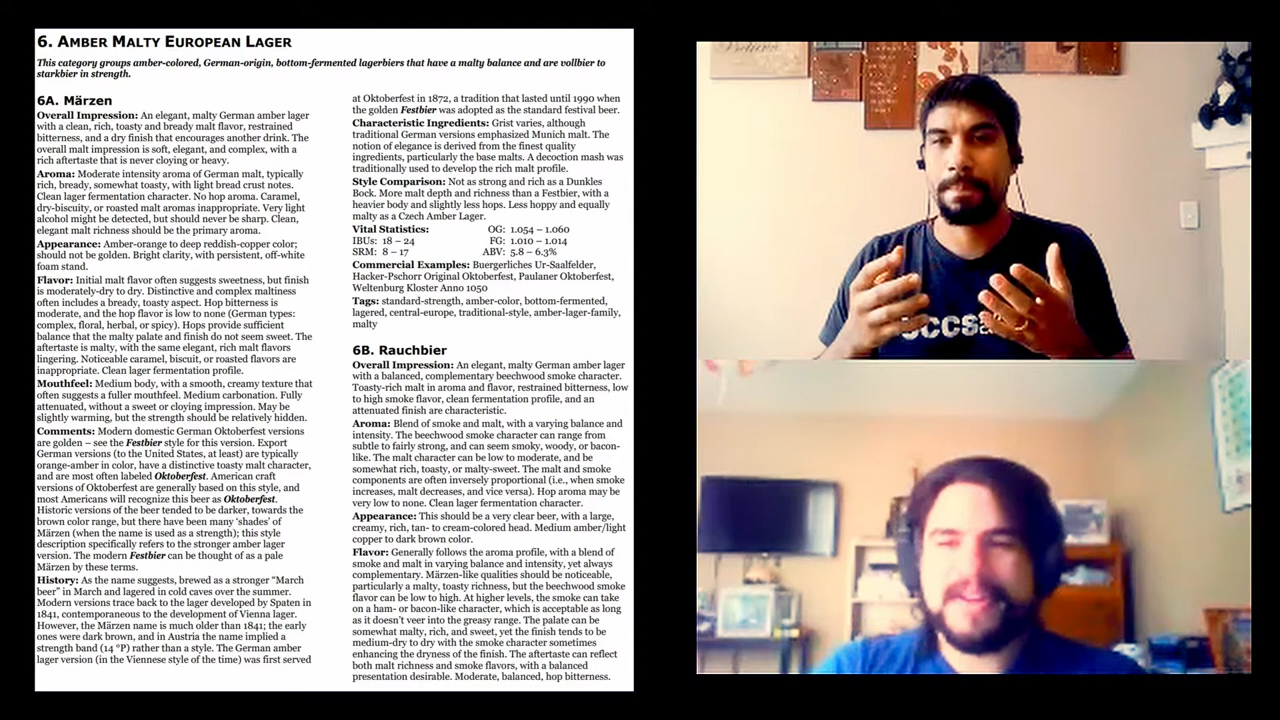 6. AMBER MALTY EUROPEAN LAGER
This category groups amber-colored, German-origin, bottom-fermented lagerbiers that have a malty balance and are vollbier to
starkbier in strength.
6A. Märzen
Overall Impression: An elegant, malty German amber lager
with a clean, rich, toasty and bready malt flavor, restrained
bitterness, and a dry finish that encourages another drink. The
overall malt impression is soft, elegant, and complex, with a
rich aftertaste that is never cloying or heavy.
Aroma: Moderate intensity aroma of German malt, typically
rich, bready, somewhat toasty, with light bread crust notes.
Clean lager fermentation character. No hop aroma. Caramel,
dry-biscuity, or roasted malt aromas inappropriate. Very light
alcohol might be detected, but should never be sharp. Clean,
elegant malt richness should be the primary aroma.
Appearance: Amber-orange to deep reddish-copper color;
should not be golden. Bright clarity, with persistent, off-white
foam stand.
Flavor: Initial malt flavor often suggests sweetness, but finish
is moderately-dry to dry. Distinctive and complex maltiness
often includes a bready, toasty aspect. Hop bitterness is
moderate, and the hop flavor is low to none (German types:
complex, floral, herbal, or spicy). Hops provide sufficient
balance that the malty palate and finish do not seem sweet. The
aftertaste is malty, with the same elegant, rich malt flavors
lingering. Noticeable caramel, biscuit, or roasted flavors are
inappropriate. Clean lager fermentation profile.
Mouthfeel: Medium body, with a smooth, creamy texture that
often suggests a fuller mouthfeel. Medium carbonation. Fully
attenuated, without a sweet or cloying impression. May be
slightly warming, but the strength should be relatively hidden.
Comments: Modern domestic German Oktoberfest versions
are golden – see the Festbier style for this version. Export
German versions (to the United States, at least) are typically
orange-amber in color, have a distinctive toasty malt character,
and are most often labeled Oktoberfest. American craft
versions of Oktoberfest are generally based on this style, and
most Americans will recognize this beer as Oktoberfest.
Historic versions of the beer tended to be darker, towards the
brown color range, but there have been many ‘shades’ of
Märzen (when the name is used as a strength); this style
description specifically refers to the stronger amber lager
version. The modern Festbier can be thought of as a pale
Märzen by these terms.
History: As the name suggests, brewed as a stronger “March
beer” in March and lagered in cold caves over the summer.
Modern versions trace back to the lager developed by Spaten in
1841, contemporaneous to the development of Vienna lager.
However, the Märzen name is much older than 1841; the early
ones were dark brown, and in Austria the name implied a
strength band (14 °P) rather than a style. The German amber
lager version (in the Viennese style of the time) was first served
at Oktoberfest in 1872, a tradition that lasted until 1990 when
the golden Festbier was adopted as the standard festival beer.
Characteristic Ingredients: Grist varies, although
traditional German versions emphasized Munich malt. The
notion of elegance is derived from the finest quality
ingredients, particularly the base malts. A decoction mash was
traditionally used to develop the rich malt profile.
Style Comparison: Not as strong and rich as a Dunkles
Bock. More malt depth and richness than a Festbier, with a
heavier body and slightly less hops. Less hoppy and equally
malty as a Czech Amber Lager.
Vital Statistics: OG: 1.054 – 1.060
IBUs: 18 – 24 FG: 1.010 – 1.014
SRM: 8 – 17 ABV: 5.8 – 6.3%
Commercial Examples: Buergerliches Ur-Saalfelder,
Hacker-Pschorr Original Oktoberfest, Paulaner Oktoberfest,
Weltenburg Kloster Anno 1050
Tags: standard-strength, amber-color, bottom-fermented,
lagered, central-europe, traditional-style, amber-lager-family,
malty
6B. Rauchbier
Overall Impression: An elegant, malty German amber lager
with a balanced, complementary beechwood smoke character.
Toasty-rich malt in aroma and flavor, restrained bitterness, low
to high smoke flavor, clean fermentation profile, and an
attenuated finish are characteristic.
Aroma: Blend of smoke and malt, with a varying balance and
intensity. The beechwood smoke character can range from
subtle to fairly strong, and can seem smoky, woody, or bacon-
like. The malt character can be low to moderate, and be
somewhat rich, toasty, or malty-sweet. The malt and smoke
components are often inversely proportional (i.e., when smoke
increases, malt decreases, and vice versa). Hop aroma may be
very low to none. Clean lager fermentation character.
Appearance: This should be a very clear beer, with a large,
creamy, rich, tan- to cream-colored head. Medium amber/light
copper to dark brown color.
Flavor: Generally follows the aroma profile, with a blend of
smoke and malt in varying balance and intensity, yet always
complementary. Märzen-like qualities should be noticeable,
particularly a malty, toasty richness, but the beechwood smoke
flavor can be low to high. At higher levels, the smoke can take
on a ham- or bacon-like character, which is acceptable as long
as it doesn’t veer into the greasy range. The palate can be
somewhat malty, rich, and sweet, yet the finish tends to be
medium-dry to dry with the smoke character sometimes
enhancing the dryness of the finish. The aftertaste can reflect
both malt richness and smoke flavors, with a balanced
presentation desirable. Moderate, balanced, hop bitterness.